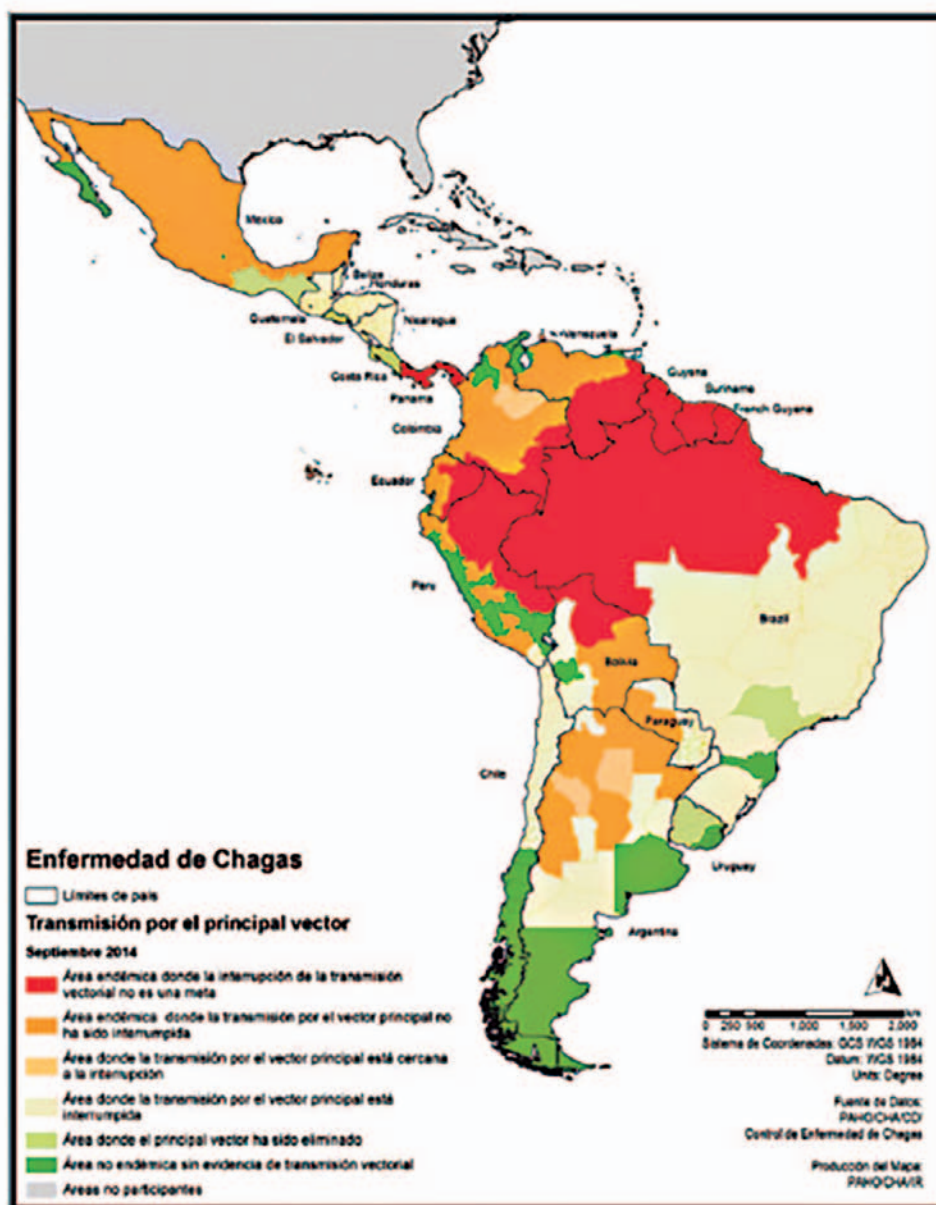 Mexico
Belize
Honduras
Guatemala
Nicaragua
El Salvador
Costa Rica
Panama
Venezuela
Guyana
Suriname
French Guyana
Colombia
Ecuador
Peru
Brazil
Bolivia
Paraguay
Chile
Uruguay
Argentina
Enfermedad de Chagas
Límites de país
Transmisión por el principal vector
Septiembre 2014
Área endémica donde la interrupción de la transmisión
vectorial no es una meta
Área endémica donde la transmisión por el vector principal no
ha sido interrumpida
Área donde la transmisión por el vector principal está cercana
a la interrupción
Área donde la transmisión por el vector principal está
interrumpida
Área donde el principal vector ha sido eliminado
Área no endémica sin evidencia de transmisión vectorial
Areas no participantes
0 250 500 1,000 1,500 2,000
Sistema de Coordenadas: GCS WGS 1984
Datum: WGS 1984
Units: Degree
Fuente de Datos:
PAHO/CHA/CD/
Control de Enfermedad de Chagas
Producción del Mapa:
PAHO/CHA/IR